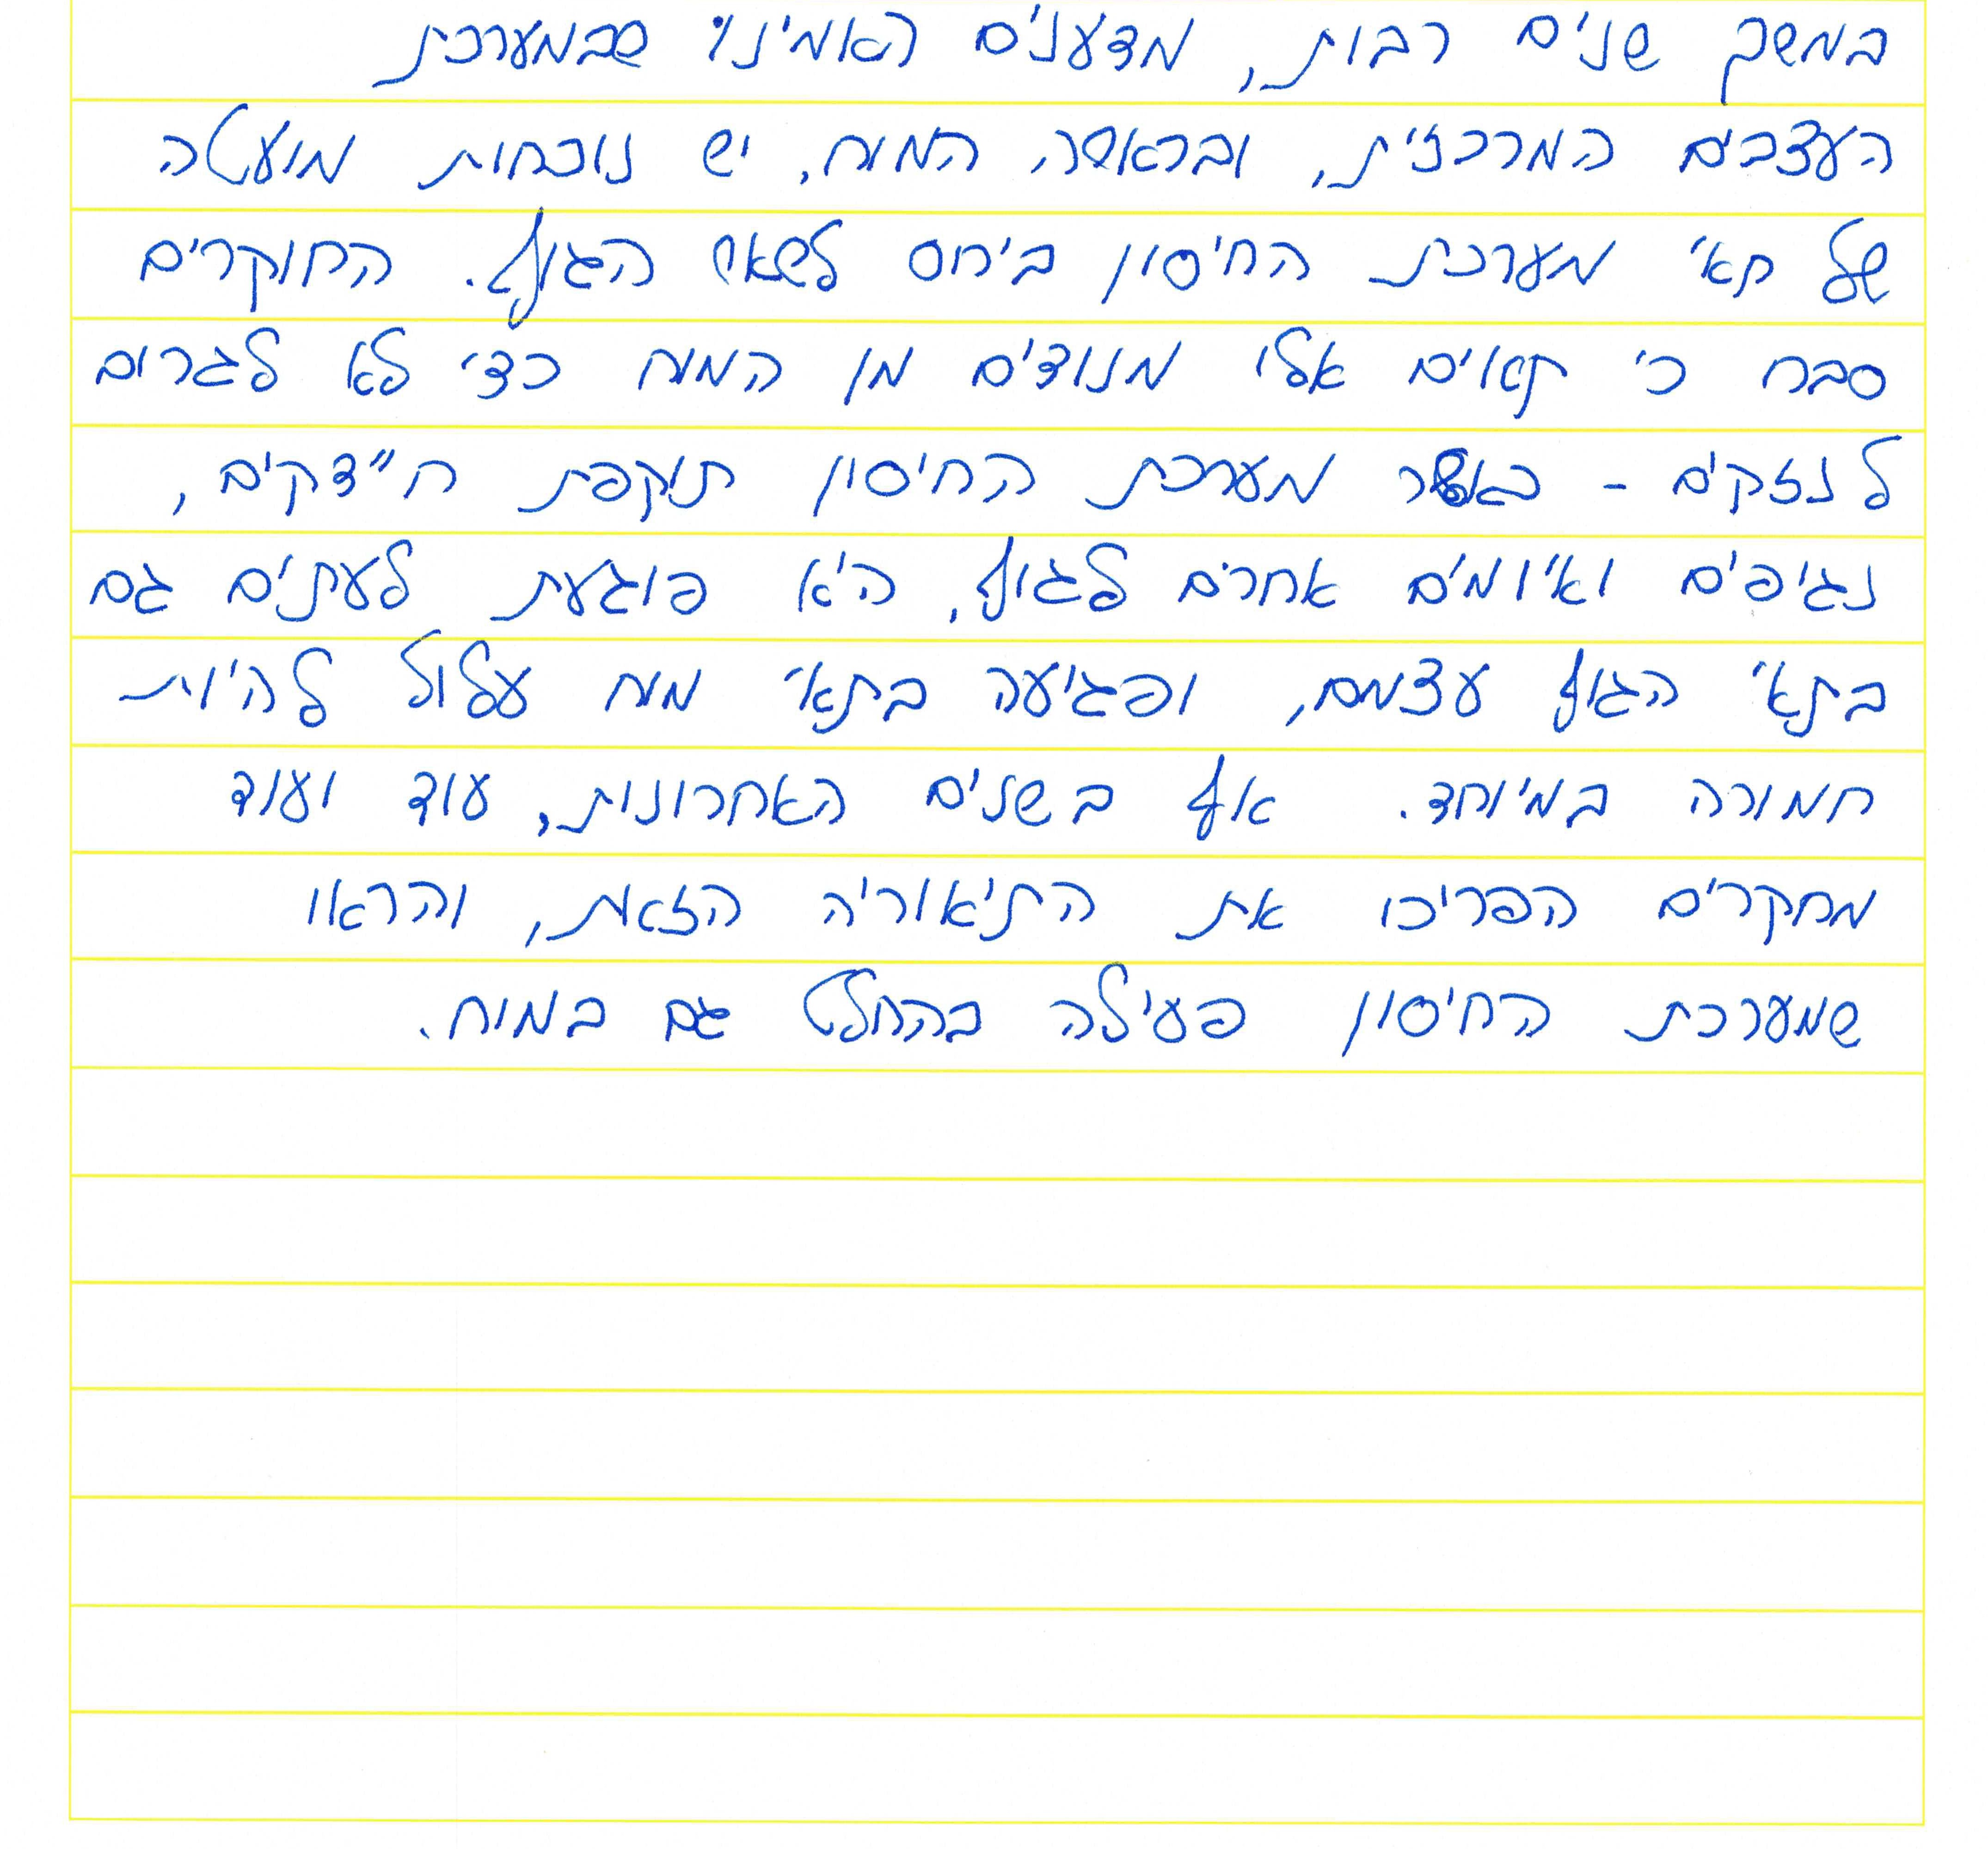 במשך שנים רבות, מדענים האמינו שבמערכת
העצבים המרכזית, ובראשה המוח, יש נוכחות מועטה
של תאי מערכת החיסון ביחס לשאר הגוף. החוקרים
סברו כי תאים אלו מנודים מן המוח כדי לא לגרום
לנזקים - כאשר מערכת החיסון תוקפת חיידקים,
נגיפים ואיומים אחרים לגוף, היא פוגעת לעתים גם
בתאי הגוף עצמם, ופגיעה בתאי מוח עלול להיות
חמורה במיוחד. אך בשנים האחרונות, עוד ועוד
מחקרים הפריכו את התיאוריה הזאת, והראו
שמערכת החיסון פעילה בהחלט גם במוח.